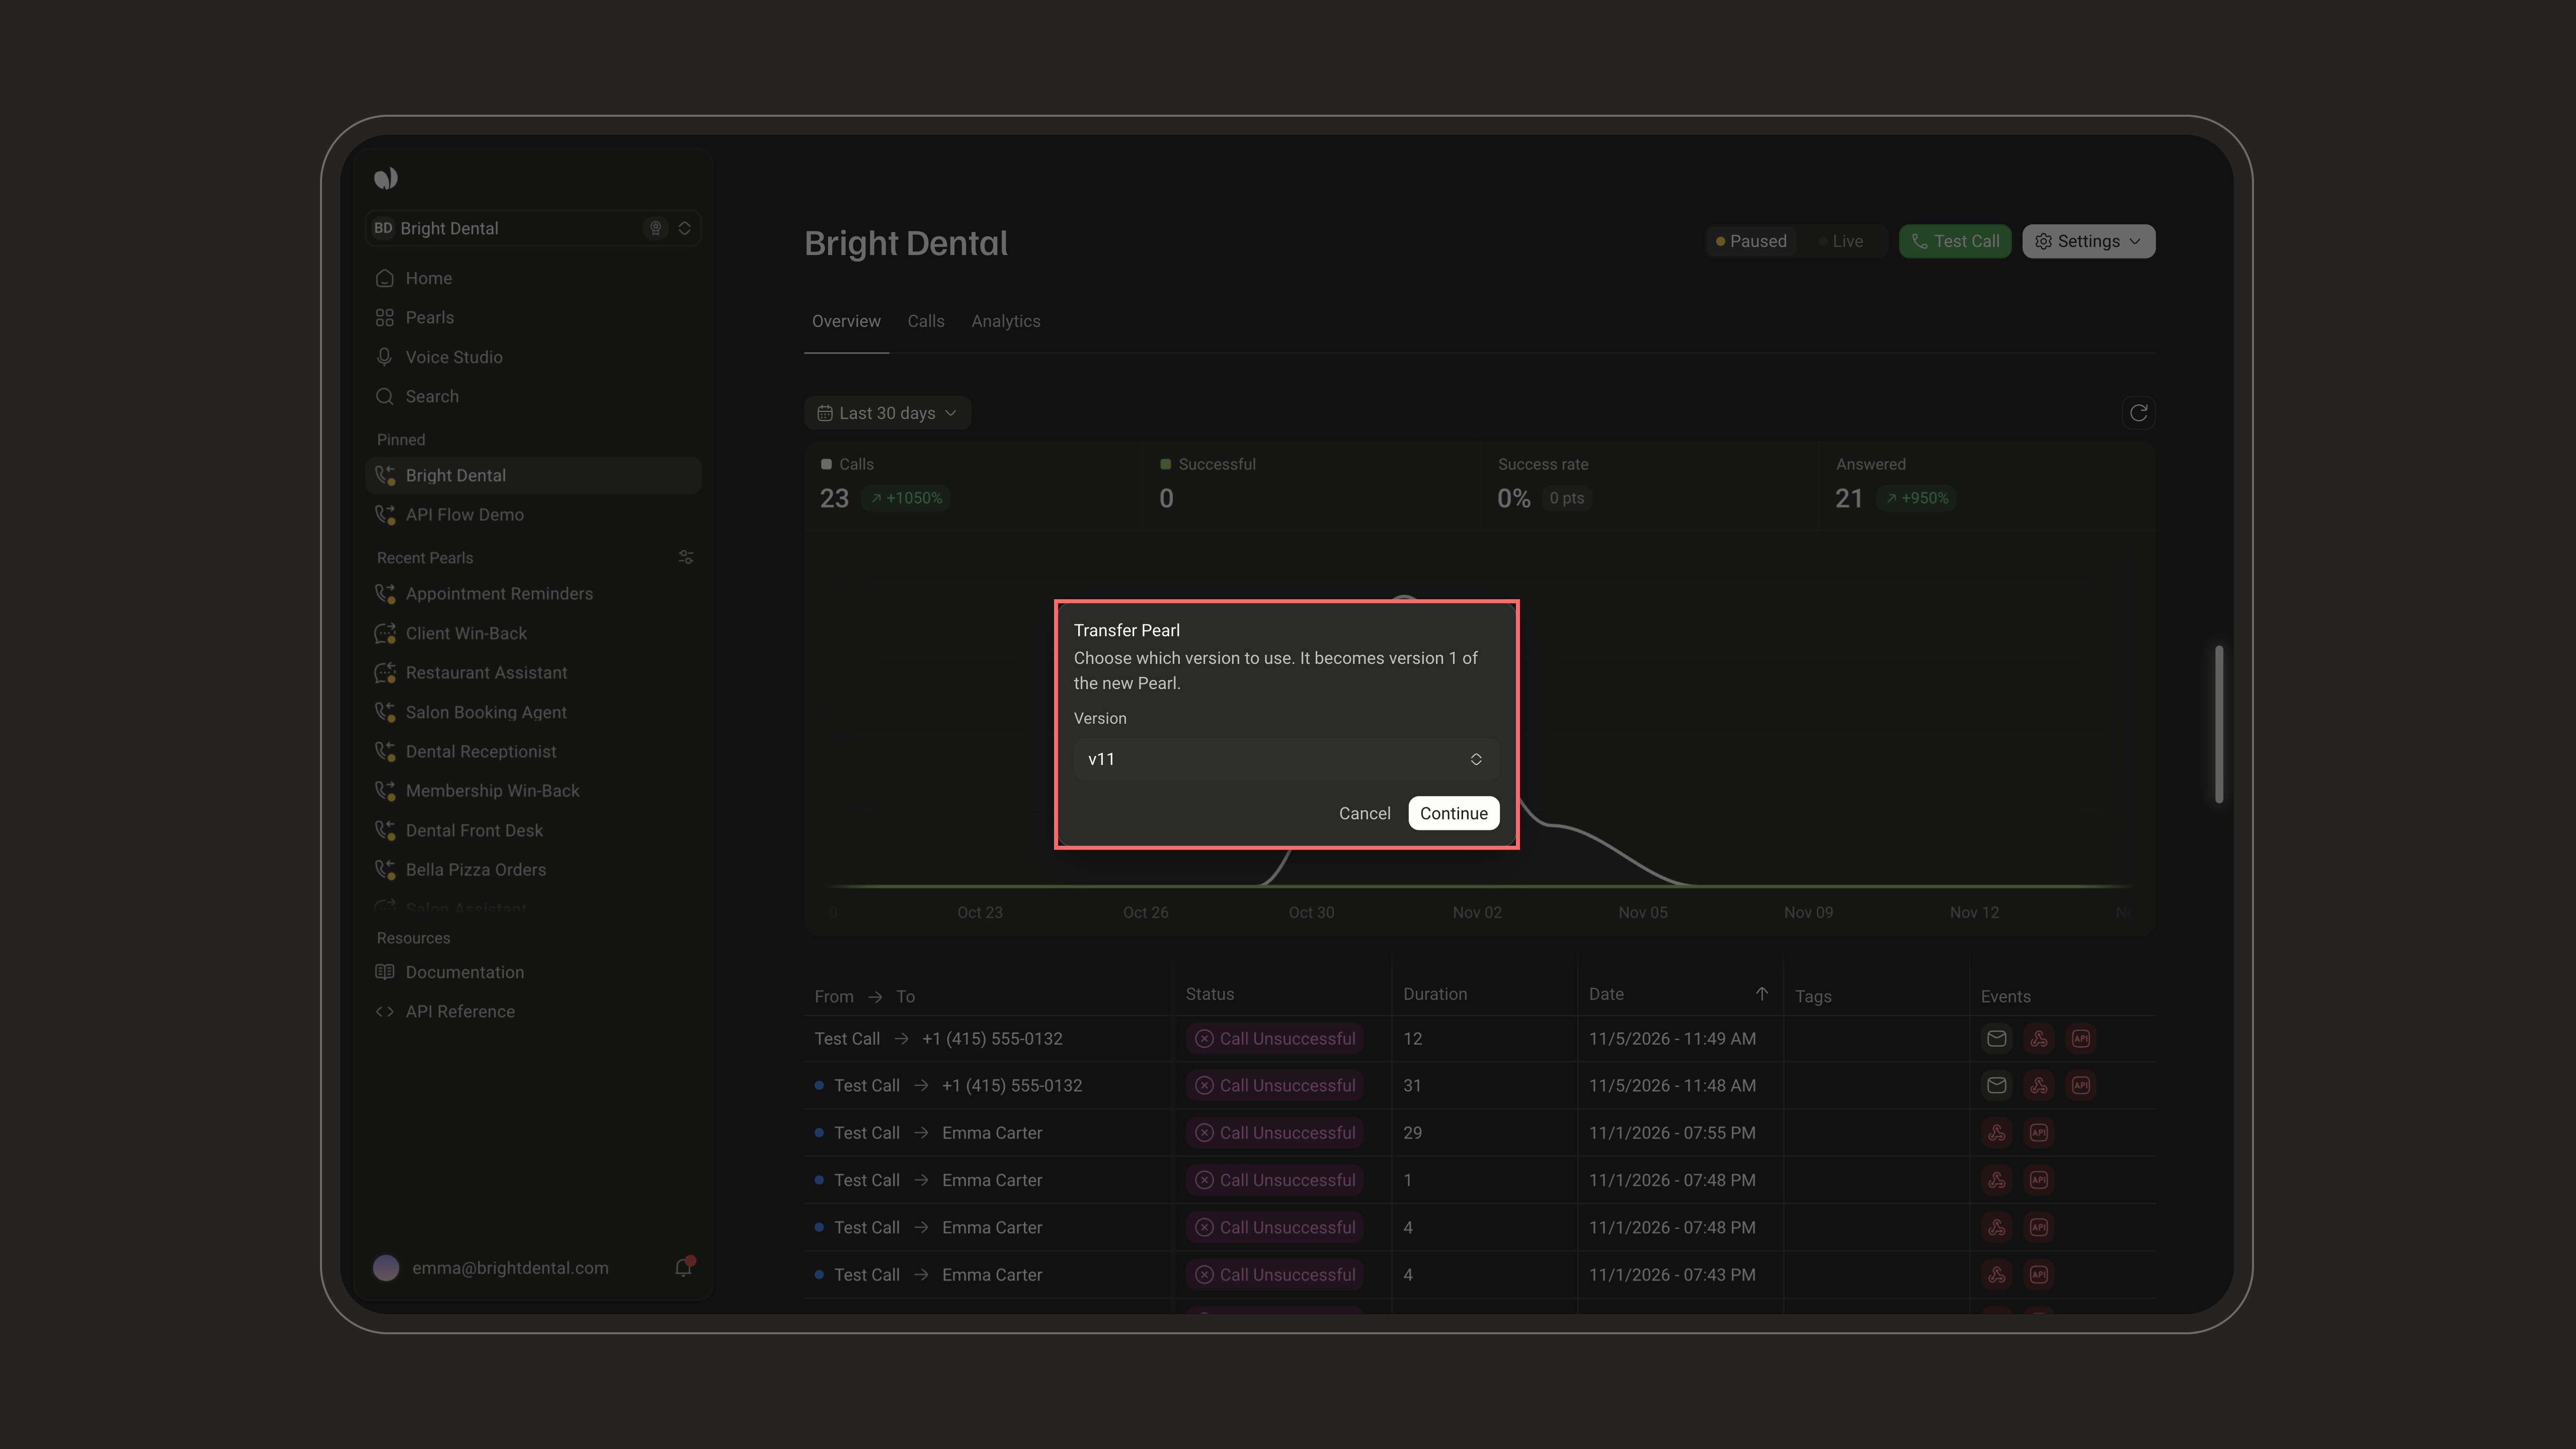 BD Bright Dental
Home
Pearls
Voice Studio
Search
Pinned
Bright Dental
API Flow Demo
Recent Pearls
Appointment Reminders
Client Win-Back
Restaurant Assistant
Salon Booking Agent
Dental Receptionist
Membership Win-Back
Dental Front Desk
Bella Pizza Orders
Salon Assistant
Resources
Documentation
API Reference
emma@brightdental.com
Bright Dental
Paused Live Test Call Settings
Overview Calls Analytics
Last 30 days
Calls Successful Success rate Answered
23 +1050% 0 0% 0 pts 21 +950%
Transfer Pearl
Choose which version to use. It becomes version 1 of
the new Pearl.
Version
v11
Cancel Continue
Oct 23 Oct 26 Oct 30 Nov 02 Nov 05 Nov 09 Nov 12
From → To Status Duration Date Tags Events
Test Call → +1 (415) 555-0132 Call Unsuccessful 12 11/5/2026 - 11:49 AM API
Test Call → +1 (415) 555-0132 Call Unsuccessful 31 11/5/2026 - 11:48 AM API
Test Call → Emma Carter Call Unsuccessful 29 11/1/2026 - 07:55 PM API
Test Call → Emma Carter Call Unsuccessful 1 11/1/2026 - 07:48 PM API
Test Call → Emma Carter Call Unsuccessful 4 11/1/2026 - 07:48 PM API
Test Call → Emma Carter Call Unsuccessful 4 11/1/2026 - 07:43 PM API